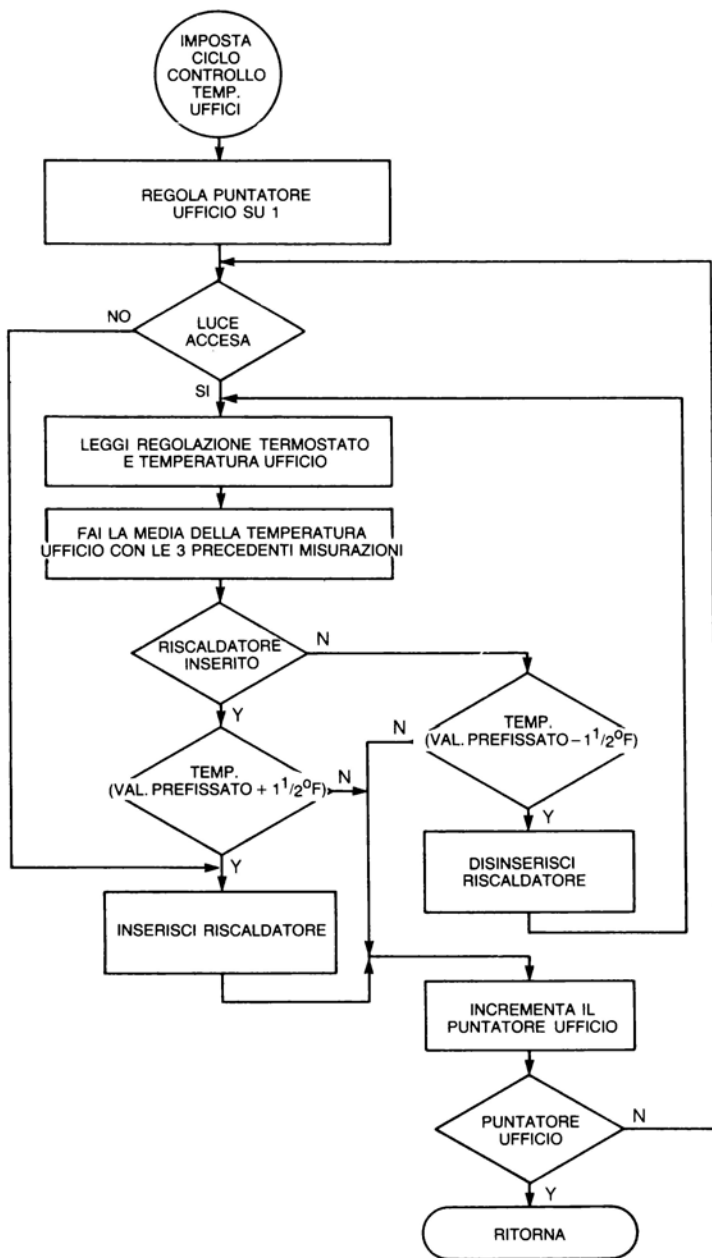 IMPOSTA
CICLO
CONTROLLO
TEMP.
UFFICI
REGOLA PUNTATORE
UFFICIO SU 1
NO
LUCE
ACCESA
SI
LEGGI REGOLAZIONE TERMOSTATO
E TEMPERATURA UFFICIO
FAI LA MEDIA DELLA TEMPERATURA
UFFICIO CON LE 3 PRECEDENTI MISURAZIONI
RISCALDATORE
INSERITO
N
Y
TEMP.
(VAL. PREFISSATO + 1 1/2ºF)
N
Y
TEMP.
(VAL. PREFISSATO – 1 1/2ºF)
N
Y
DISINSERISCI
RISCALDATORE
INSERISCI RISCALDATORE
INCREMENTA IL
PUNTATORE UFFICIO
PUNTATORE
UFFICIO
N
Y
RITORNA